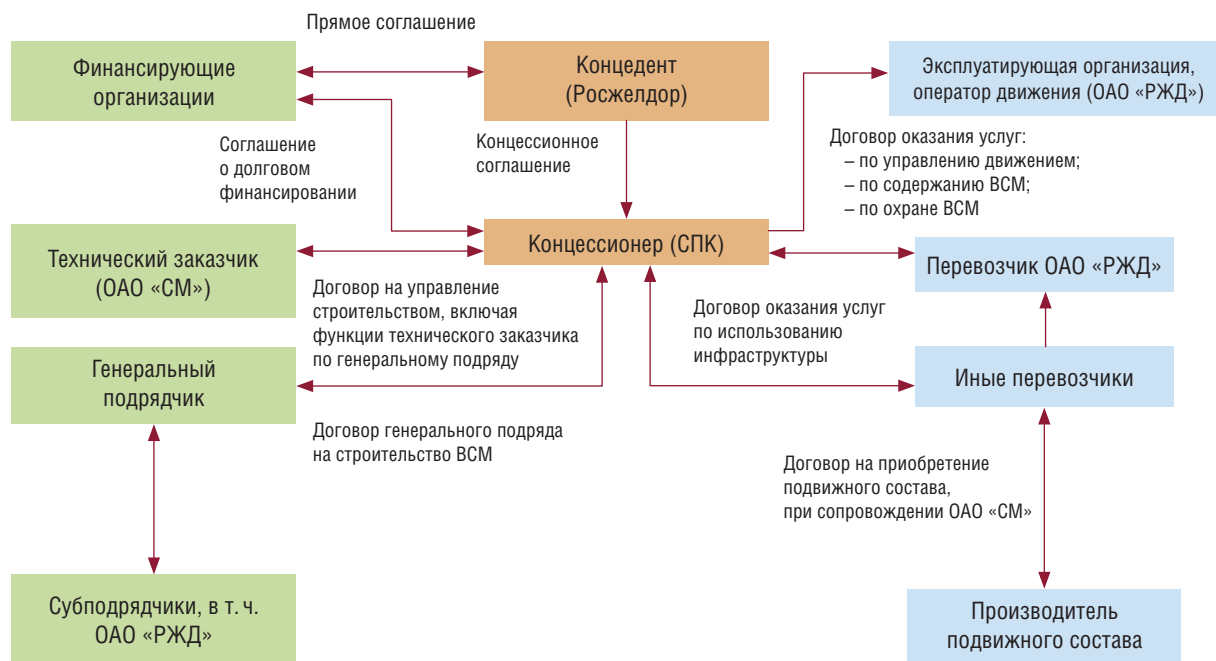 Прямое соглашение
Финансирующие
организации
Концедент
(Росжелдор)
Эксплуатирующая организация,
оператор движения (ОАО «РЖД»)
Соглашение
о долговом
финансировании
Концессионное
соглашение
Договор оказания услуг:
– по управлению движением;
– по содержанию ВСМ;
– по охране ВСМ
Технический заказчик
(ОАО «СМ»)
Концессионер (СПК)
Перевозчик ОАО «РЖД»
Договор на управление
строительством, включая
функции технического заказчика
по генеральному подряду
Договор оказания услуг
по использованию
инфраструктуры
Генеральный
подрядчик
Иные перевозчики
Договор генерального подряда
на строительство ВСМ
Договор на приобретение
подвижного состава,
при сопровождении ОАО «СМ»
Субподрядчики, в т. ч.
ОАО «РЖД»
Производитель
подвижного состава